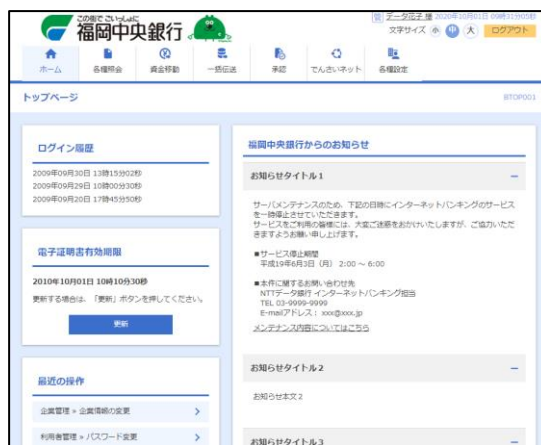 この街で ごいっしょに
福岡中央銀行
データ花子 様 2020年10月01日 09時31分05秒
文字サイズ 小 中 大 ログアウト
ホーム 各種照会 資金移動 一括伝送 承認 でんさいネット 各種設定
トップページ
BTOP001
ログイン履歴
2009年09月30日 13時15分02秒
2009年09月29日 10時00分30秒
2009年09月20日 17時45分50秒
電子証明書有効期限
2010年10月01日 10時10分30秒
更新する場合は、「更新」ボタンを押してください。
更新
最近の操作
企業管理 » 企業情報の変更
利用者管理 » パスワード変更
福岡中央銀行からのお知らせ
お知らせタイトル1
サーバメンテナンスのため、下記の日時にインターネットバンキングのサービス
を一時停止させていただきます。
サービスをご利用の皆様には、大変ご迷惑をおかけいたしますが、ご協力いただ
きますようお願い申し上げます。
■サービス停止期間
平成19年6月3日（月） 2:00 ～ 6:00
■本件に関するお問い合わせ先
NTTデータ銀行 インターネットバンキング担当
TEL 03-9999-9999
E-mailアドレス： xxx@xxx.jp
メンテナンス内容についてはこちら
お知らせタイトル2
お知らせ本文2
お知らせタイトル3